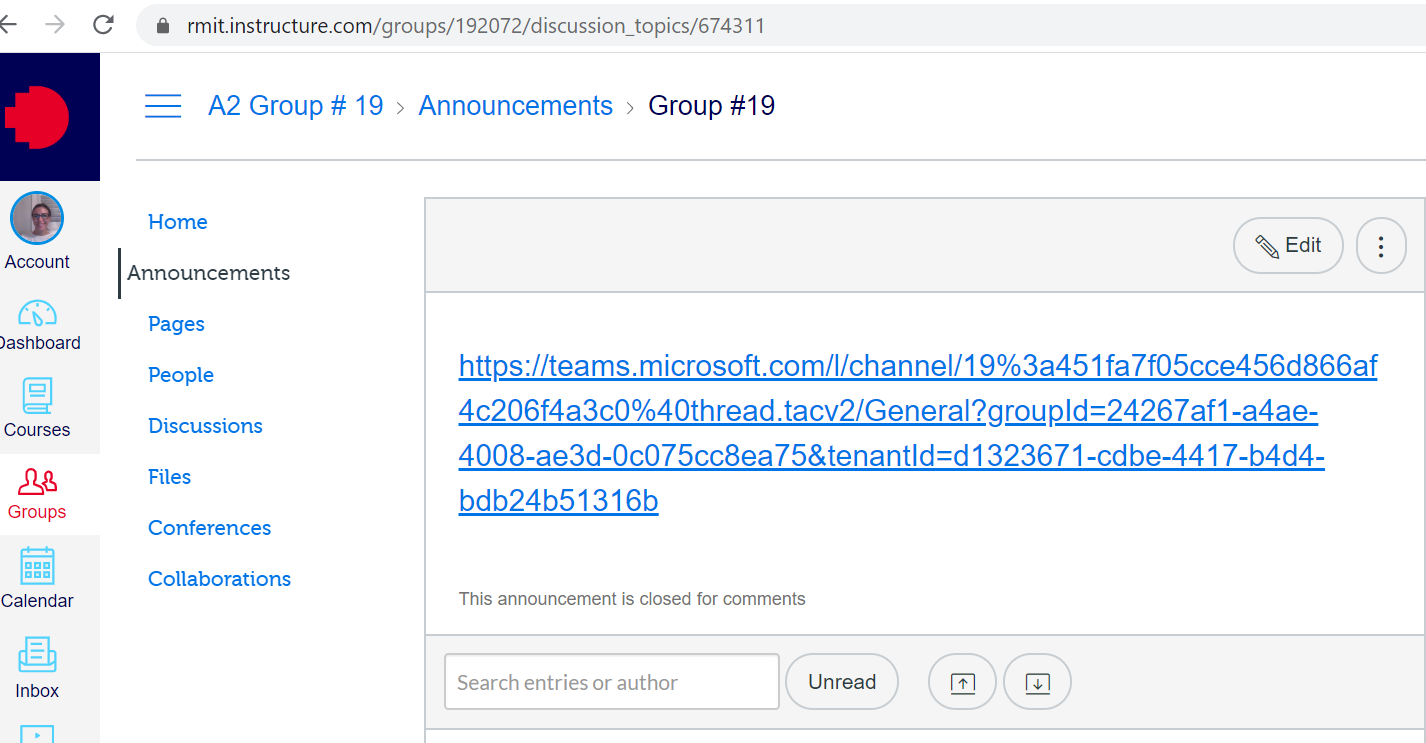 rmit.instructure.com/groups/192072/discussion_topics/674311
A2 Group # 19 › Announcements › Group #19
Account
Dashboard
Courses
Groups
Calendar
Inbox
Home
Announcements
Pages
People
Discussions
Files
Conferences
Collaborations
Edit
https://teams.microsoft.com/l/channel/19%3a451fa7f05cce456d866af
4c206f4a3c0%40thread.tacv2/General?groupId=24267af1-a4ae-
4008-ae3d-0c075cc8ea75&tenantId=d1323671-cdbe-4417-b4d4-
bdb24b51316b
This announcement is closed for comments
Search entries or author
Unread